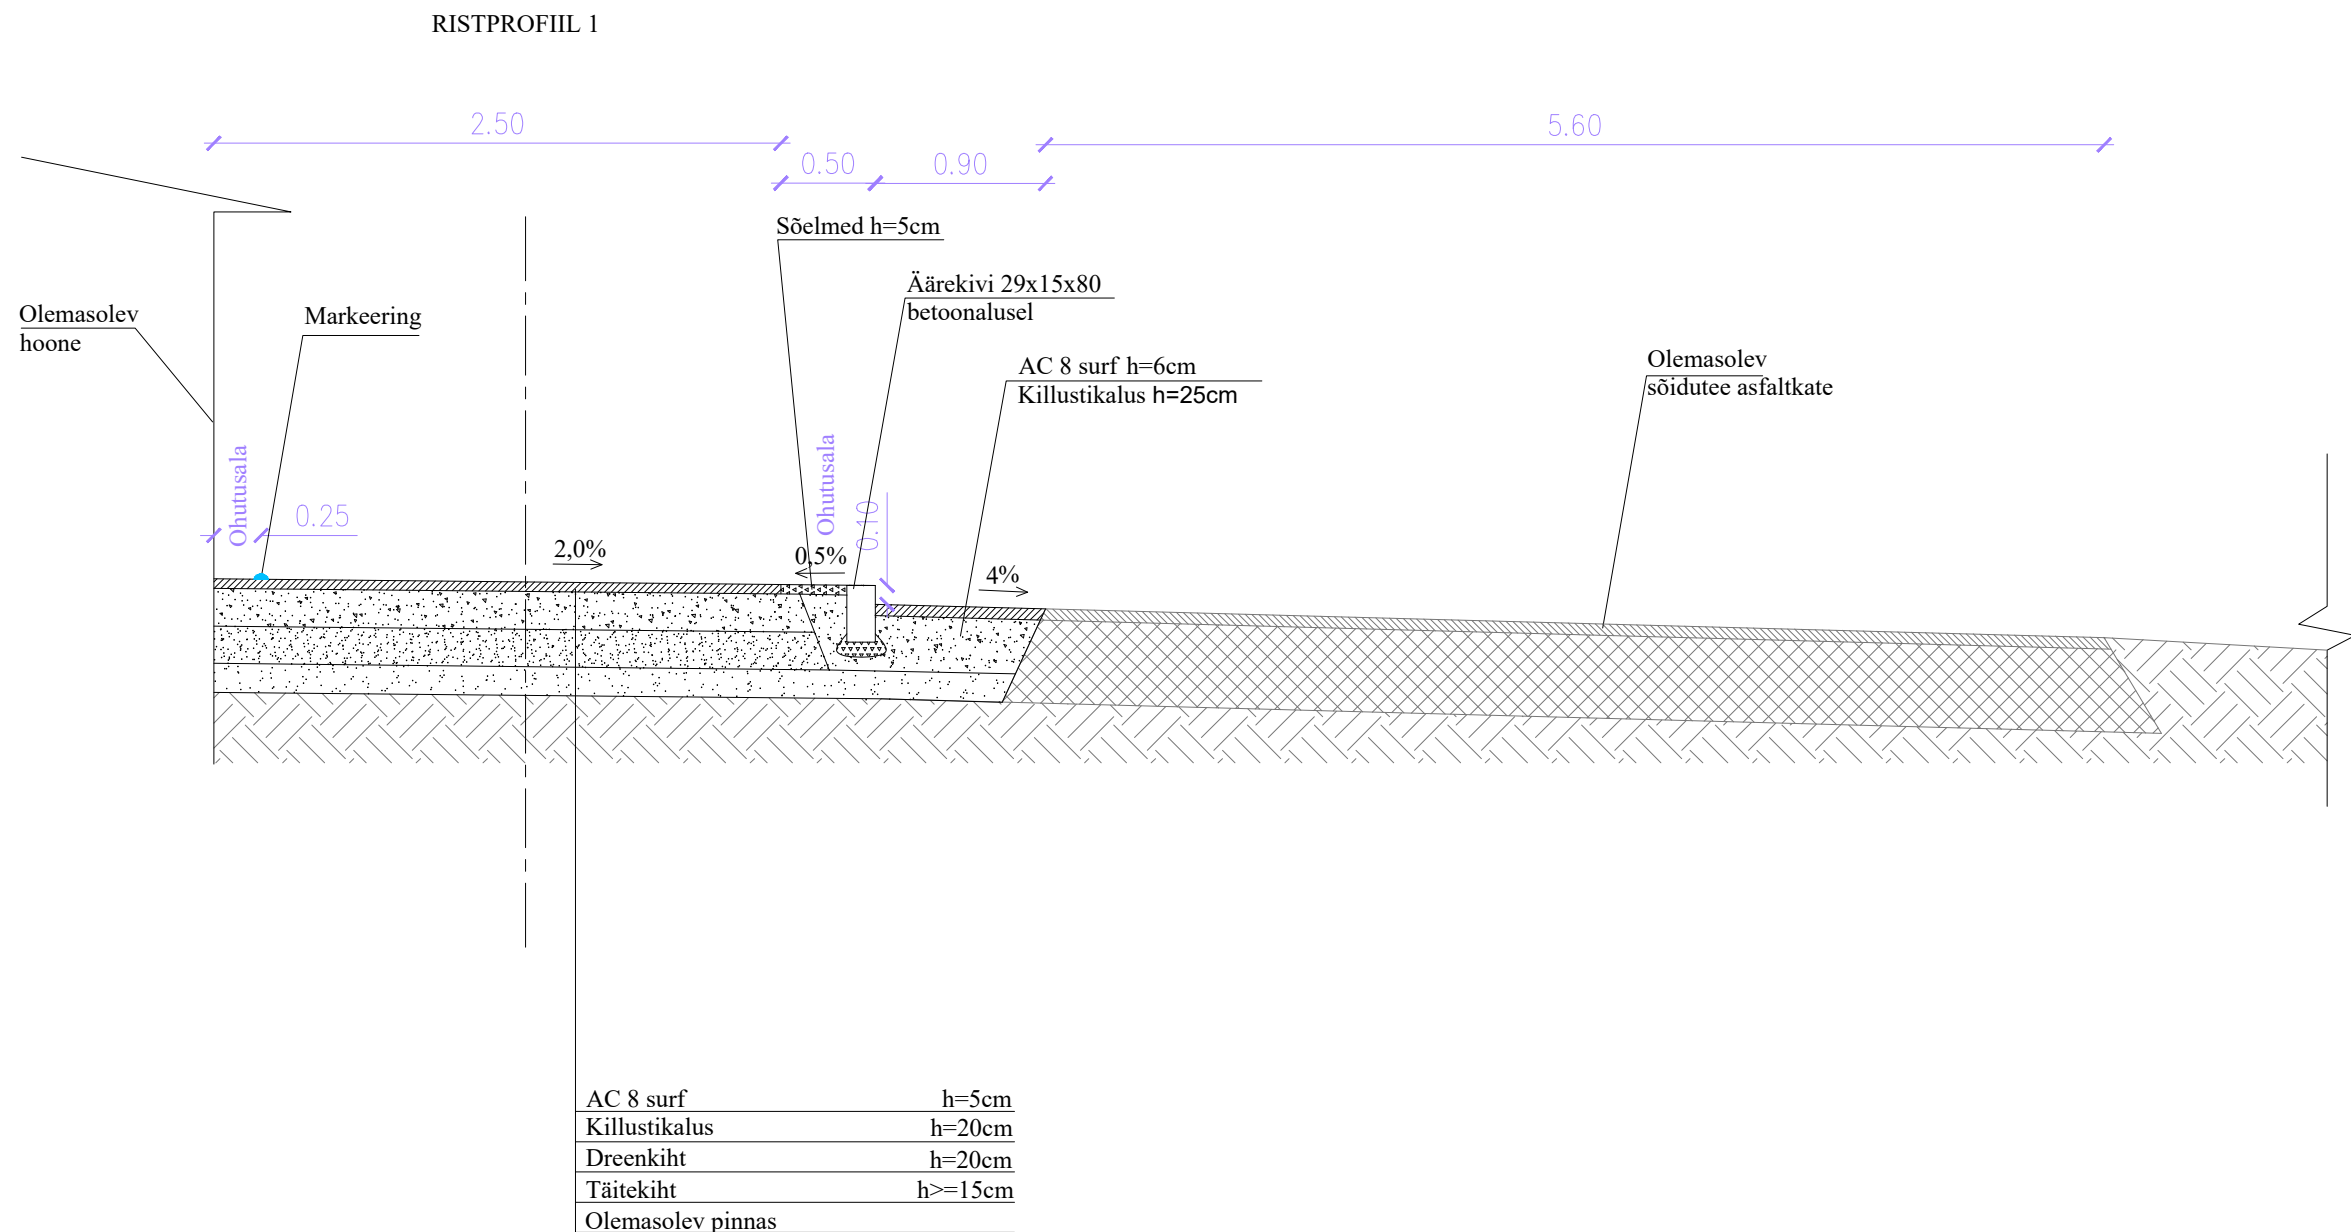 RISTPROFIIL 1
2.50
5.60
0.50
0.90
Sõelmed h=5cm
Äärekivi 29x15x80
betoonalusel
Olemasolev
hoone
Markeering
AC 8 surf h=6cm
Killustikalus h=25cm
Olemasolev
sõidutee asfaltkate
Ohutusala
0.25
Ohutusala
0.10
2,0%
0,5%
4%
AC 8 surf h=5cm
Killustikalus h=20cm
Dreenkiht h=20cm
Täitekiht h>=15cm
Olemasolev pinnas